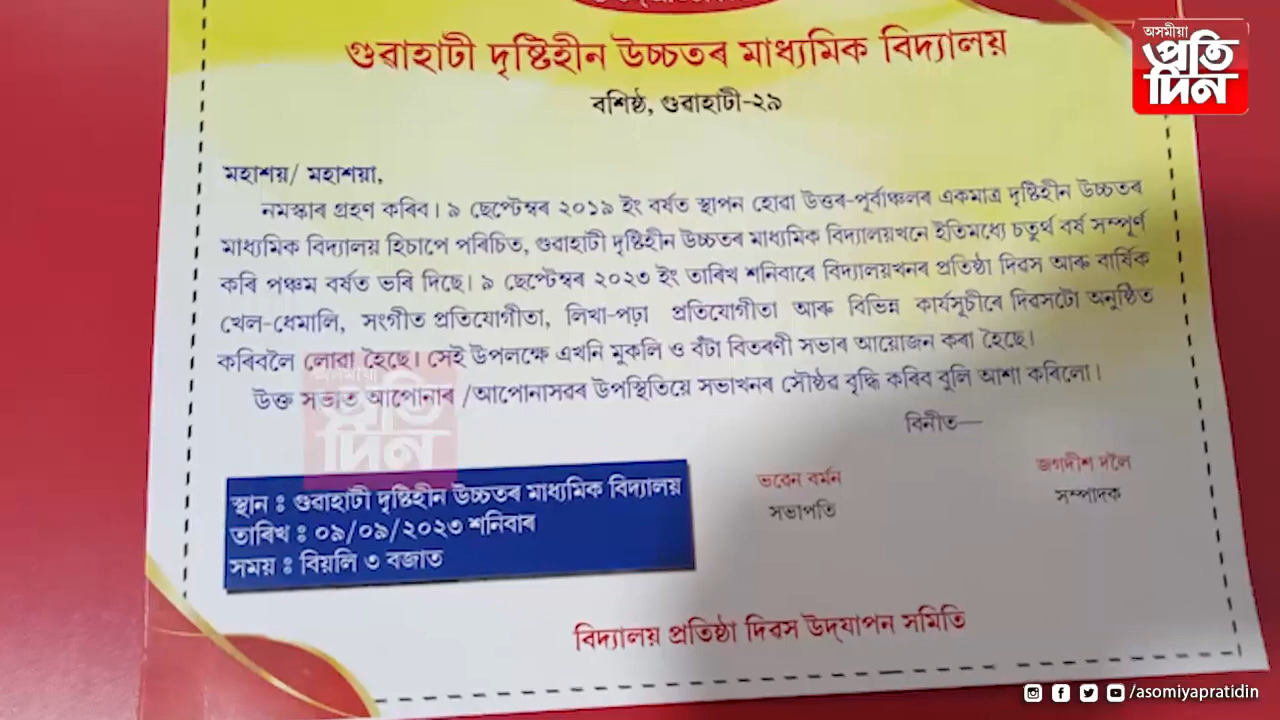 গুৱাহাটী দৃষ্টিহীন উচ্চতৰ মাধ্যমিক বিদ্যালয়
বশিষ্ঠ, গুৱাহাটী-২৯
অসমীয়া
প্ৰতি
দিন
মহাশয়/ মহাশয়া,
নমস্কাৰ গ্ৰহণ কৰিব। ৯ ছেপ্টেম্বৰ ২০১৯ ইং বৰ্ষত স্থাপন হোৱা উত্তৰ-পূৰ্বাঞ্চলৰ একমাত্ৰ দৃষ্টিহীন উচ্চতৰ
মাধ্যমিক বিদ্যালয় হিচাপে পৰিচিত, গুৱাহাটী দৃষ্টিহীন উচ্চতৰ মাধ্যমিক বিদ্যালয়খনে ইতিমধ্যে চতুৰ্থ বৰ্ষ সম্পূৰ্ণ
কৰি পঞ্চম বৰ্ষত ভৰি দিছে। ৯ ছেপ্টেম্বৰ ২০২৩ ইং তাৰিখ শনিবাৰে বিদ্যালয়খনৰ প্ৰতিষ্ঠা দিৱস আৰু বাৰ্ষিক
খেল-ধেমালি, সংগীত প্ৰতিযোগীতা, লিখা-পঢ়া প্ৰতিযোগীতা আৰু বিভিন্ন কাৰ্যসূচীৰে দিৱসটো অনুষ্ঠিত
কৰিবলৈ লোৱা হৈছে। সেই উপলক্ষে এখনি মুকলি ও বঁটা বিতৰণী সভাৰ আয়োজন কৰা হৈছে।
উক্ত সভাত আপোনাৰ /আপোনাসৱৰ উপস্থিতিয়ে সভাখনৰ সৌষ্ঠৱ বৃদ্ধি কৰিব বুলি আশা কৰিলো।
বিনীত—
অসমীয়া
প্ৰতি
দিন
ভবেন বৰ্মন
সভাপতি
জগদীশ দলৈ
সম্পাদক
স্থান : গুৱাহাটী দৃষ্টিহীন উচ্চতৰ মাধ্যমিক বিদ্যালয়
তাৰিখ : ০৯/০৯/২০২৩ শনিবাৰ
সময় : বিয়লি ৩ বজাত
বিদ্যালয় প্ৰতিষ্ঠা দিৱস উদ্‌যাপন সমিতি
/asomiyapratidin